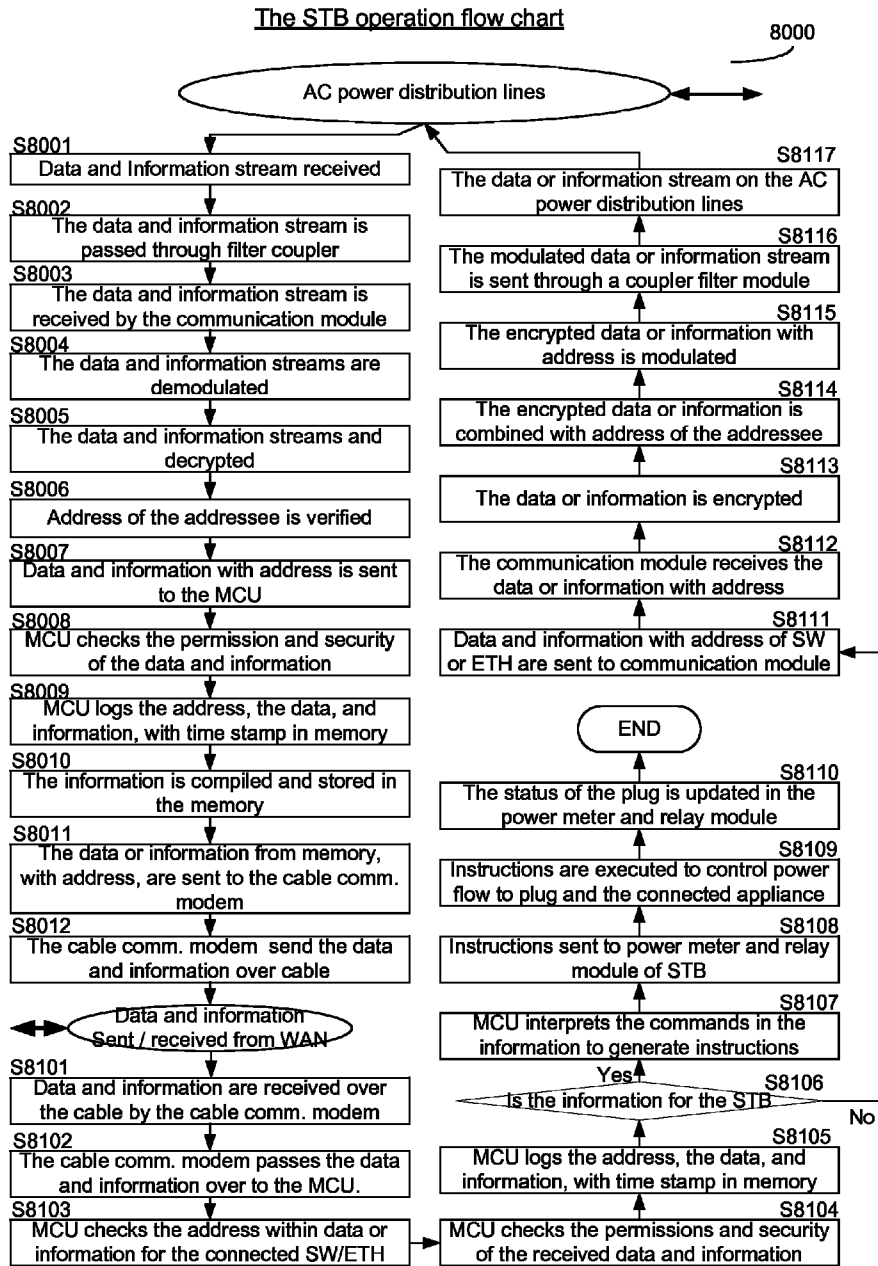 The STB operation flow chart
8000
AC power distribution lines
S8001
Data and Information stream received
S8002
The data and information stream is
passed through filter coupler
S8003
The data and information stream is
received by the communication module
S8004
The data and information streams are
demodulated
S8005
The data and information streams and
decrypted
S8006
Address of the addressee is verified
S8007
Data and information with address is sent
to the MCU
S8008
MCU checks the permission and security
of the data and information
S8009
MCU logs the address, the data, and
information, with time stamp in memory
S8010
The information is compiled and stored in
the memory
S8011
The data or information from memory,
with address, are sent to the cable comm.
modem
S8012
The cable comm. modem send the data
and information over cable
Data and information
Sent / received from WAN
S8101
Data and information are received over
the cable by the cable comm. modem
S8102
The cable comm. modem passes the data
and information over to the MCU.
S8103
MCU checks the address within data or
information for the connected SW/ETH
S8117
The data or information stream on the AC
power distribution lines
S8116
The modulated data or information stream
is sent through a coupler filter module
S8115
The encrypted data or information with
address is modulated
S8114
The encrypted data or information is
combined with address of the addressee
S8113
The data or information is encrypted
S8112
The communication module receives the
data or information with address
S8111
Data and information with address of SW
or ETH are sent to communication module
END
S8110
The status of the plug is updated in the
power meter and relay module
S8109
Instructions are executed to control power
flow to plug and the connected appliance
S8108
Instructions sent to power meter and relay
module of STB
S8107
MCU interprets the commands in the
information to generate instructions
Yes
S8106
Is the information for the STB
No
S8105
MCU logs the address, the data, and
information, with time stamp in memory
S8104
MCU checks the permissions and security
of the received data and information